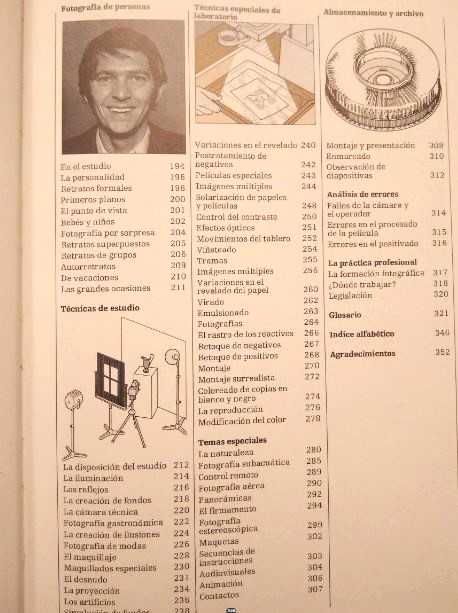 Fotografía de personas
En el estudio 194
La personalidad 196
Retratos formales 198
Primeros planos 200
El punto de vista 201
Bebés y niños 202
Fotografía por sorpresa 204
Retratos superpuestos 205
Retratos de grupos 206
Autorretratos 209
De vacaciones 210
Las grandes ocasiones 211
Técnicas de estudio
La disposición del estudio 212
La iluminación 214
Los reflejos 216
La creación de fondos 218
La cámara técnica 220
Fotografía gastronómica 222
La creación de ilusiones 224
Fotografía de modas 226
El maquillaje 228
Maquillados especiales 230
El desnudo 231
La proyección 234
Los artificios 236
Simulación de fondos 238
Técnicas especiales de
laboratorio
Variaciones en el revelado 240
Postratamiento de
negativos 242
Películas especiales 243
Imágenes múltiples 244
Solarización de papeles
y películas 248
Control del contraste 250
Efectos ópticos 251
Movimientos del tablero 252
Viñeteado 254
Tramas 255
Imágenes múltiples 256
Variaciones en el
revelado del papel 260
Virado 262
Emulsionado 263
Fotografías 264
El rastro de los reactivos 266
Retoque de negativos 267
Retoque de positivos 268
Montaje 270
Montaje surrealista 272
Coloreado de copias en
blanco y negro 274
La reproducción 276
Modificación del color 278
Temas especiales
La naturaleza 280
Fotografía subacuática 285
Control remoto 289
Fotografía aérea 290
Panorámicas 292
El firmamento 294
Fotografía
estereoscópica 299
Maquetas 302
Secuencias de
instrucciones 303
Audiovisuales 304
Animación 306
Contactos 307
Almacenamiento y archivo
Montaje y presentación 308
Enmarcado 310
Observación de
diapositivas 312
Análisis de errores
Fallos de la cámara y
el operador 314
Errores en el procesado
de la película 315
Errores en el positivado 316
La práctica profesional
La formación fotográfica 317
¿Dónde trabajar? 318
Legislación 320
Glosario 321
Indice alfabético 346
Agradecimientos 352